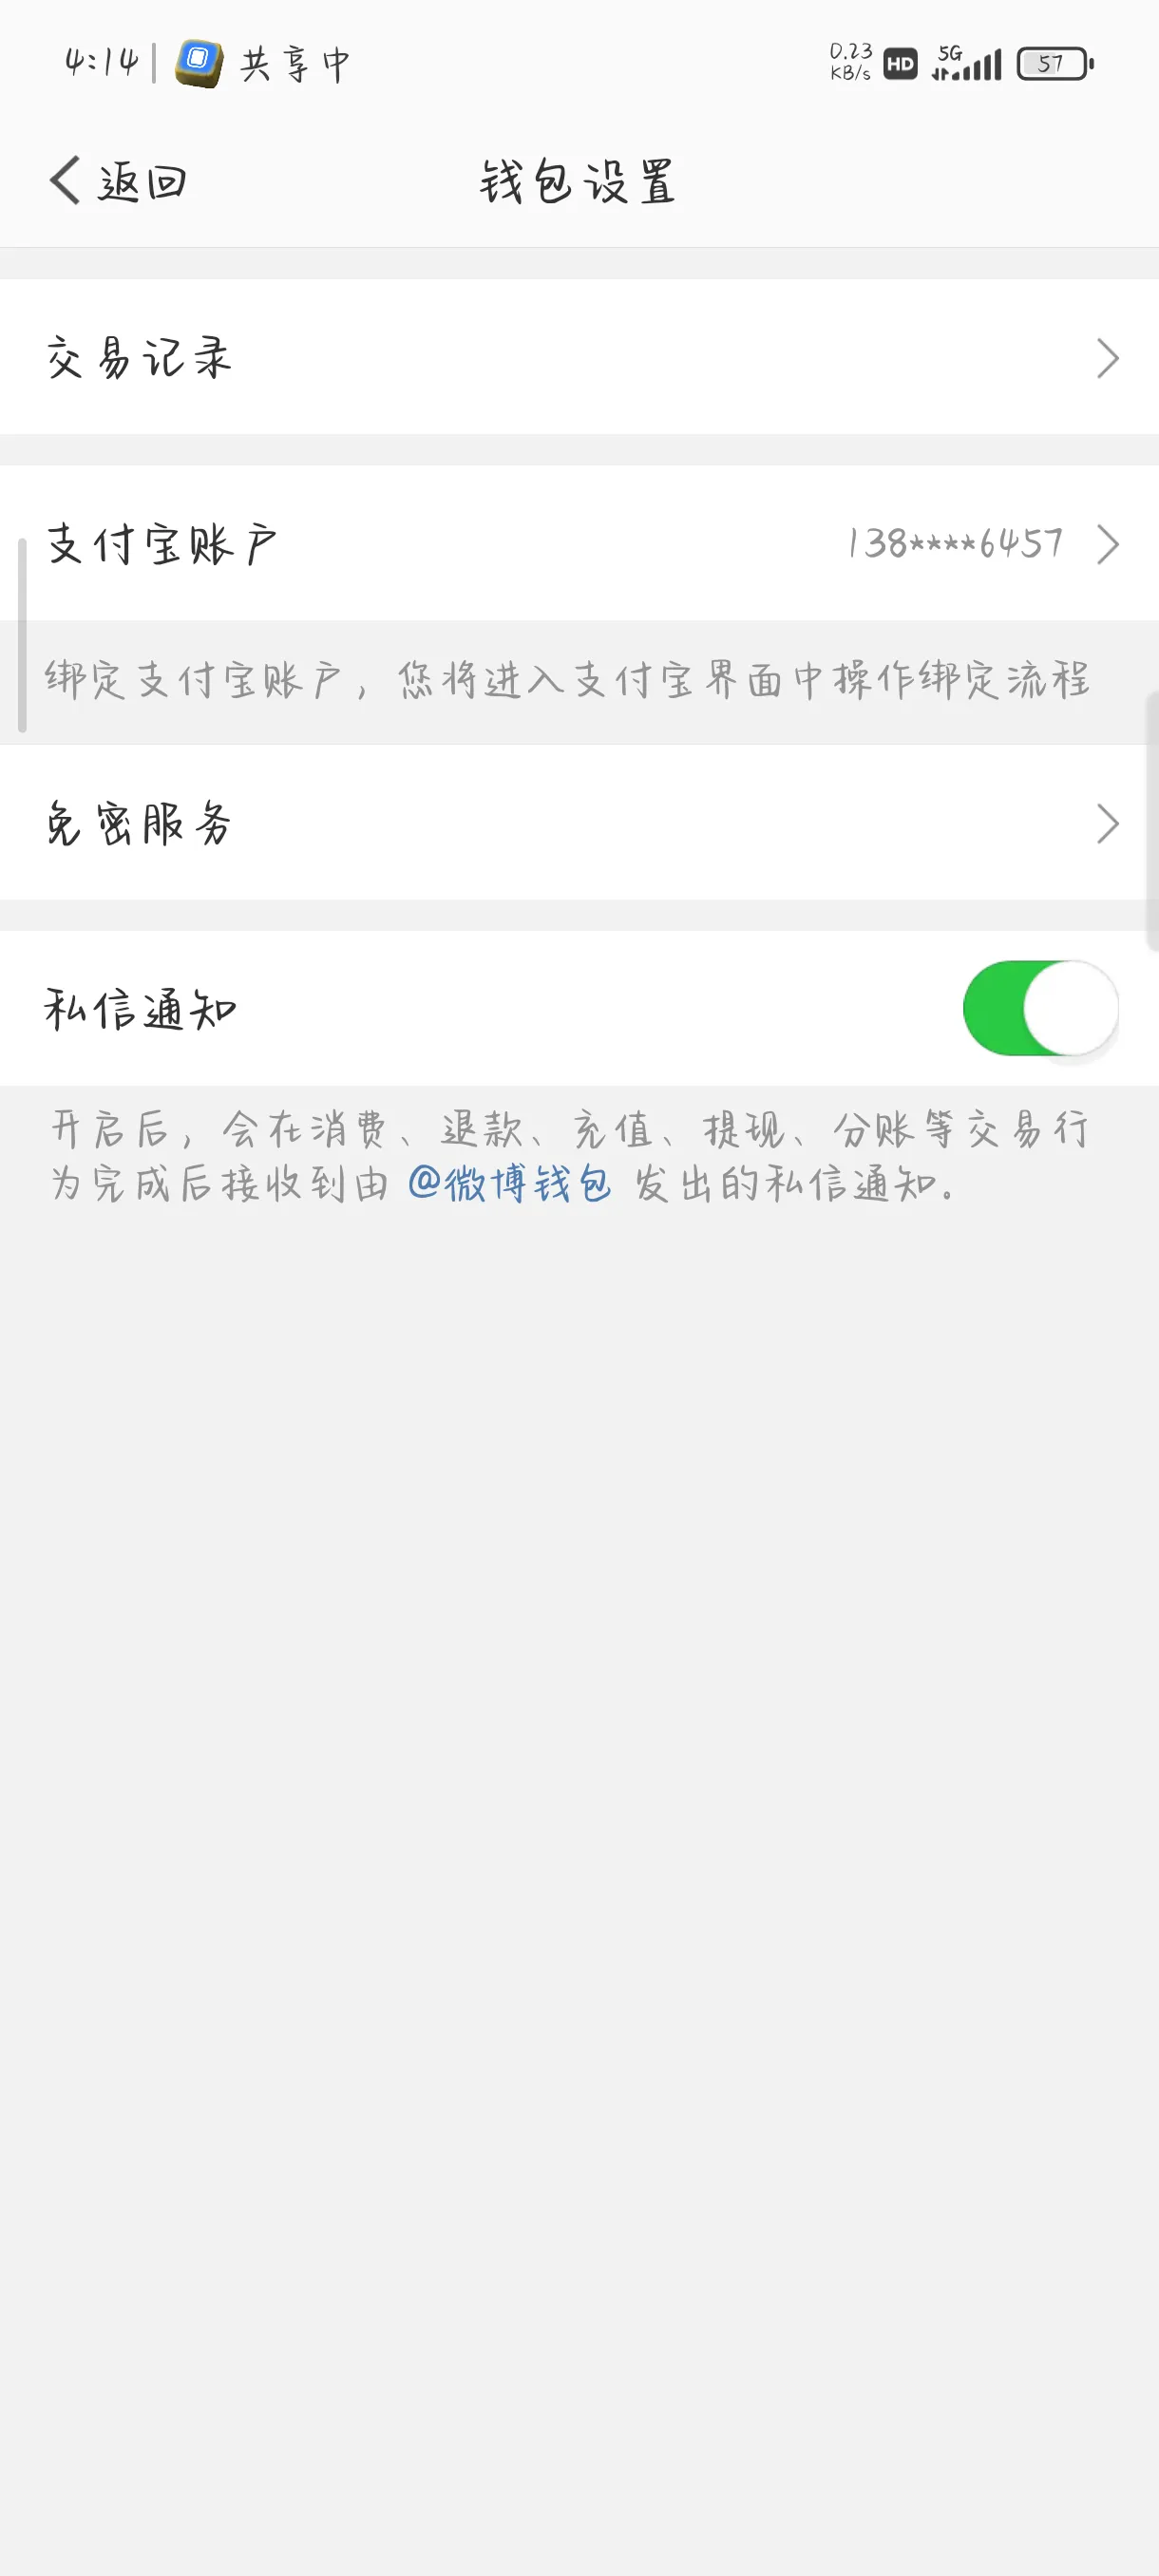 4:14 共享中 0.23 KB/s HD 5G 57
返回 钱包设置
交易记录
支付宝账户 138****6457
绑定支付宝账户，您将进入支付宝界面中操作绑定流程
免密服务
私信通知
开启后，会在消费、退款、充值、提现、分账等交易行
为完成后接收到由 @微博钱包 发出的私信通知。